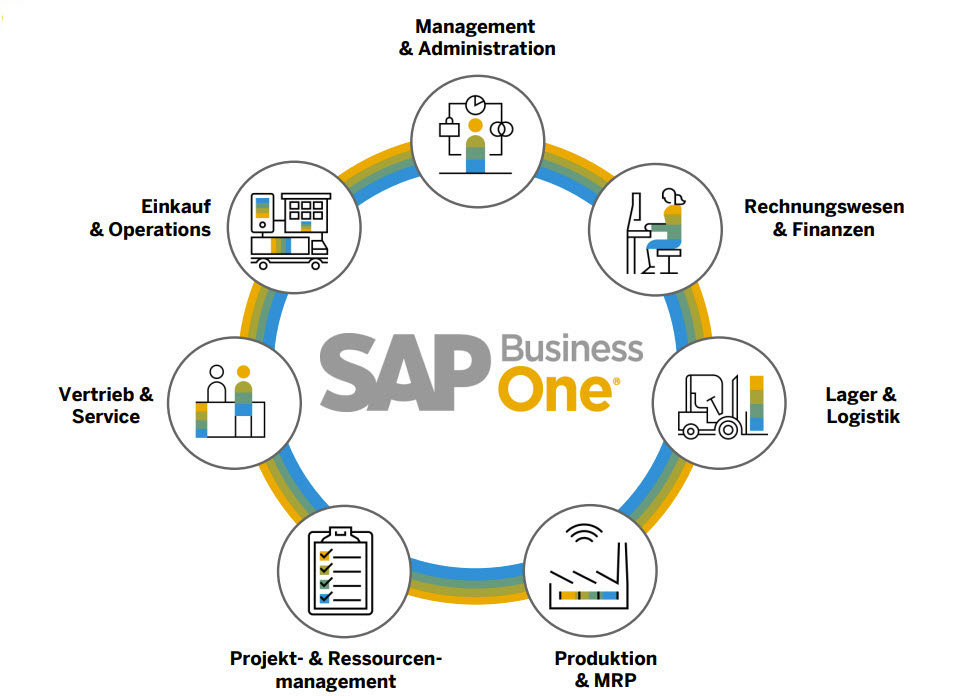 Management
& Administration
Einkauf
& Operations
Rechnungswesen
& Finanzen
SAP Business
One®
Vertrieb &
Service
Lager &
Logistik
Projekt- & Ressourcen-
management
Produktion
& MRP